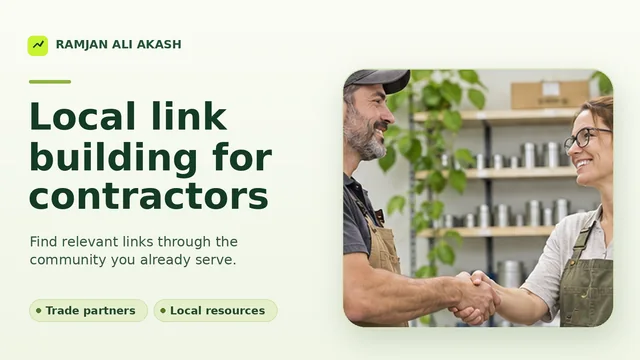 RAMJAN ALI AKASH
Local link
building for
contractors
Find relevant links through the
community you already serve.
Trade partners
Local resources